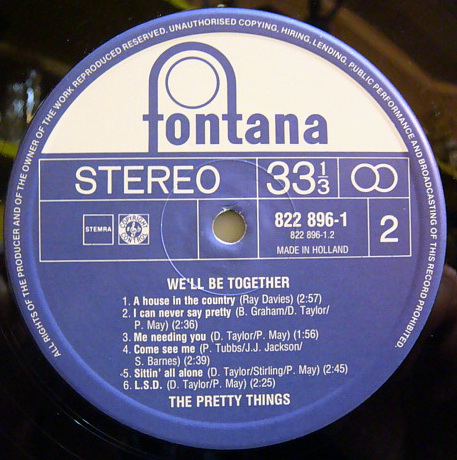 ALL RIGHTS OF THE PRODUCER AND OF THE OWNER OF THE WORK REPRODUCED RESERVED. UNAUTHORISED COPYING, HIRING, LENDING, PUBLIC PERFORMANCE AND BROADCASTING OF THIS RECORD PROHIBITED.
fontana
STEREO
33 1/3
STEMRA
COPYRIGHT CONTROL
822 896-1
822 896-1.2
MADE IN HOLLAND
2
WE'LL BE TOGETHER
1. A house in the country (Ray Davies) (2:57)
2. I can never say pretty (B. Graham/D. Taylor/
P. May) (2:36)
3. Me needing you (D. Taylor/P. May) (1:56)
4. Come see me (P. Tubbs/J.J. Jackson/
S. Barnes) (2:39)
5. Sittin' all alone (D. Taylor/Stirling/P. May) (2:45)
6. L.S.D. (D. Taylor/P. May) (2:25)
THE PRETTY THINGS